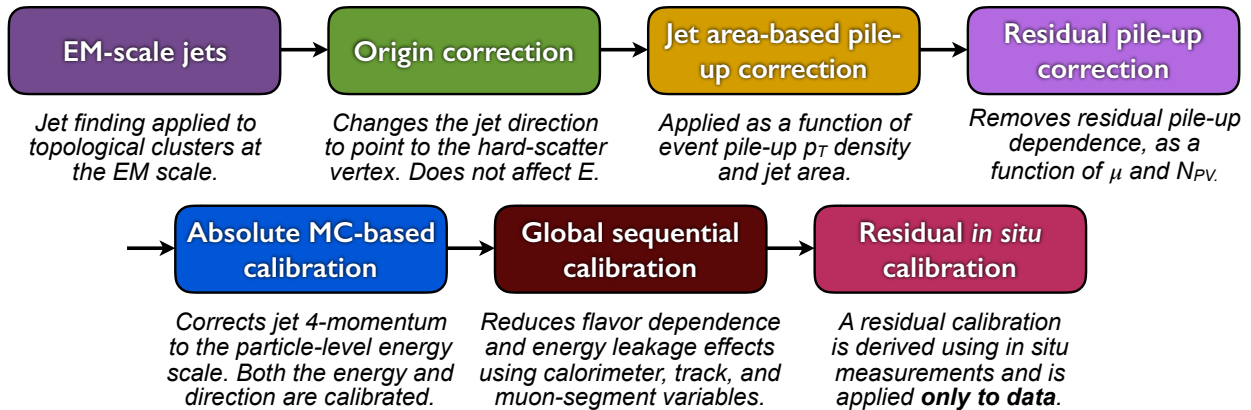 EM-scale jets
Jet finding applied to
topological clusters at
the EM scale.
Origin correction
Changes the jet direction
to point to the hard-scatter
vertex. Does not affect E.
Jet area-based pile-
up correction
Applied as a function of
event pile-up pT density
and jet area.
Residual pile-up
correction
Removes residual pile-up
dependence, as a
function of µ and NPV.
Absolute MC-based
calibration
Corrects jet 4-momentum
to the particle-level energy
scale. Both the energy and
direction are calibrated.
Global sequential
calibration
Reduces flavor dependence
and energy leakage effects
using calorimeter, track, and
muon-segment variables.
Residual in situ
calibration
A residual calibration
is derived using in situ
measurements and is
applied only to data.